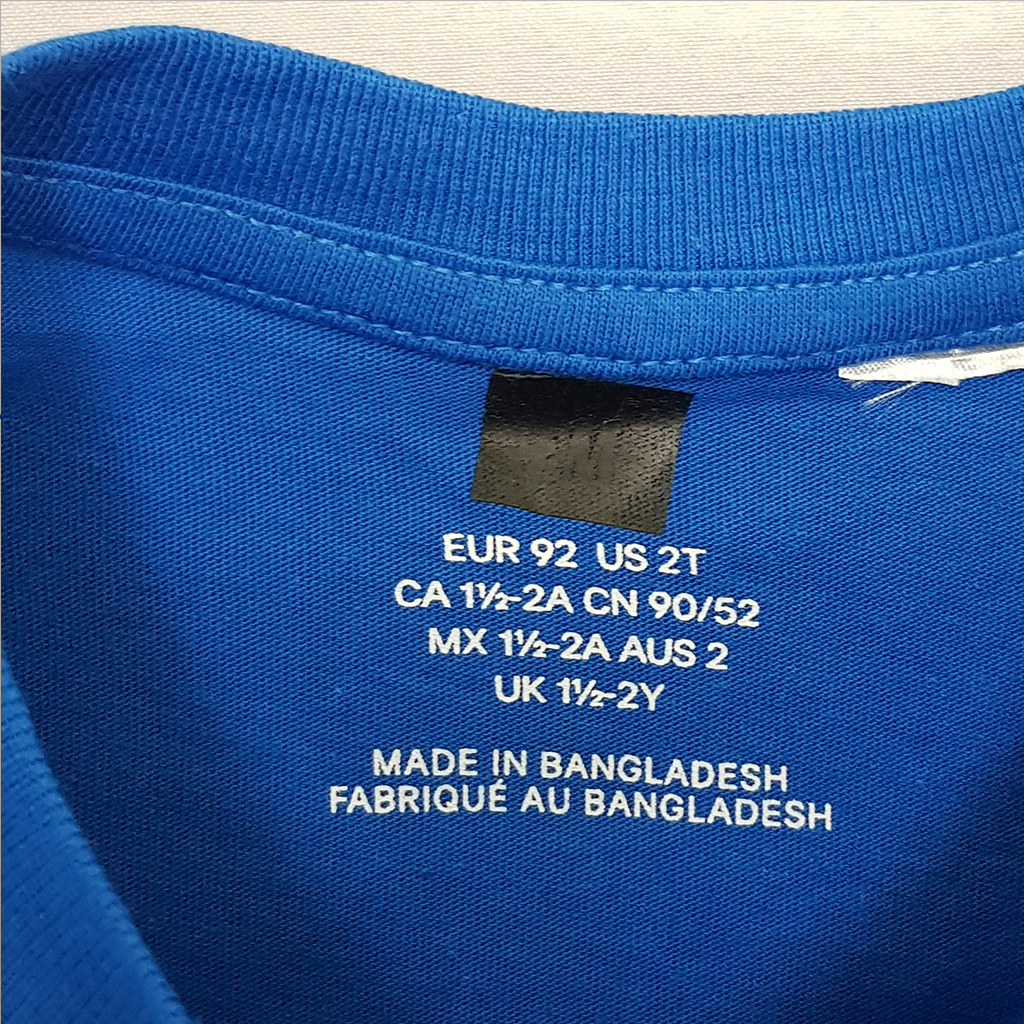 EUR 92 US 2T
CA 1½-2A CN 90/52
MX 1½-2A AUS 2
UK 1½-2Y
MADE IN BANGLADESH
FABRIQUÉ AU BANGLADESH